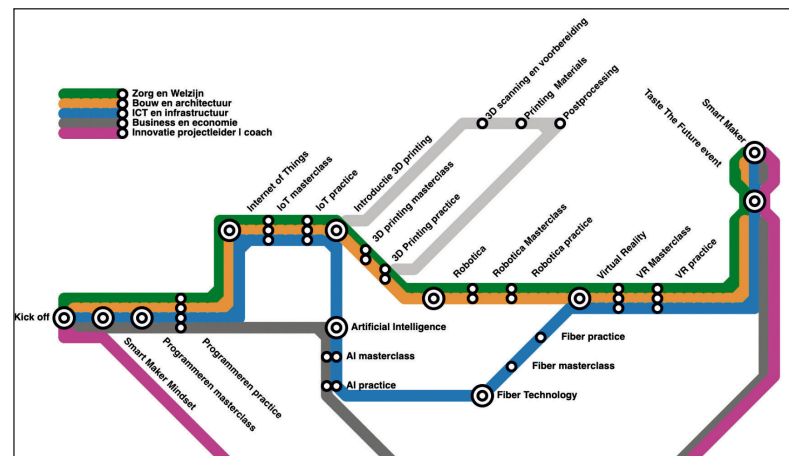 Zorg en Welzijn
Bouw en architectuur
ICT en infrastructuur
Business en economie
Innovatie projectleider | coach
Kick off
Smart Maker Mindset
Programmeren masterclass
Programmeren practice
Internet of Things
IoT masterclass
IoT practice
Introductie 3D printing
3D printing masterclass
3D Printing practice
3D scanning en voorbereiding
Printing Materials
Postprocessing
Artificial Intelligence
AI masterclass
AI practice
Robotica
Robotica Masterclass
Robotica practice
Fiber Technology
Fiber masterclass
Fiber practice
Virtual Reality
VR Masterclass
VR practice
Taste The Future event
Smart Maker